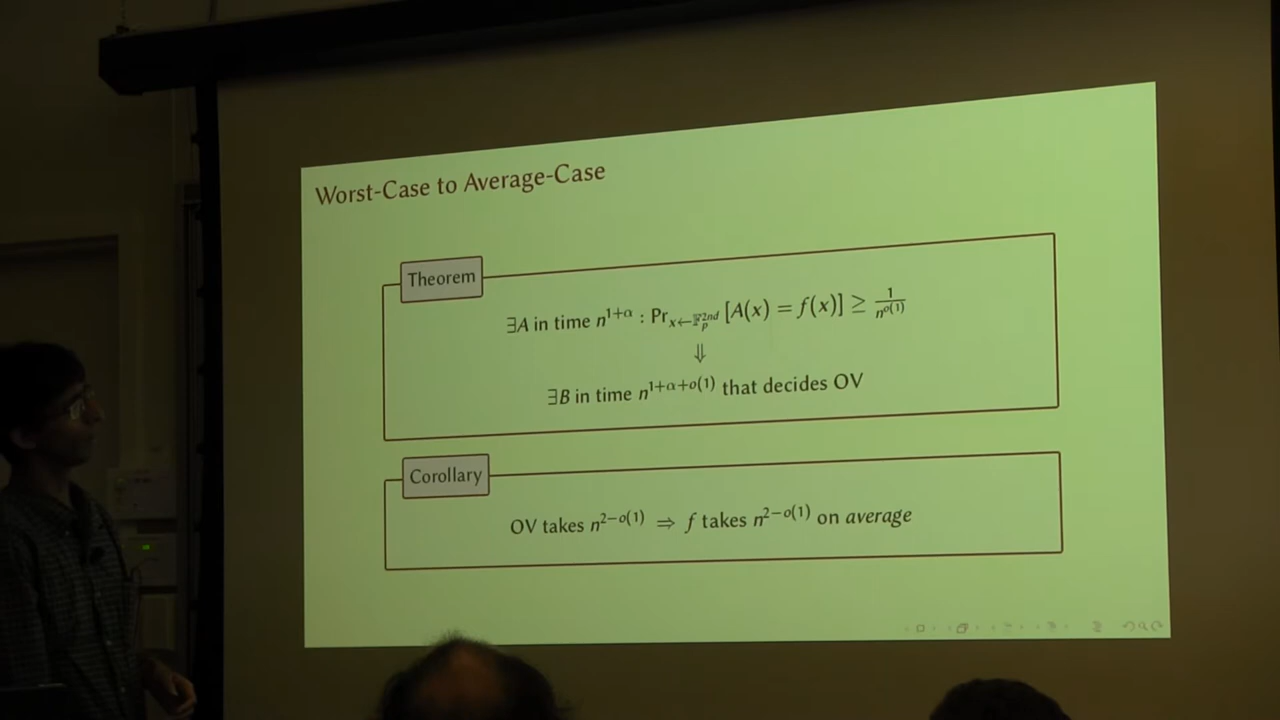 Worst-Case to Average-Case
Theorem
∃A in time n^{1+α} : Pr_{x←𝔽_p^{2nd}} [A(x) = f(x)] ≥ 1/n^{o(1)}
⇓
∃B in time n^{1+α+o(1)} that decides OV
Corollary
OV takes n^{2−o(1)} ⇒ f takes n^{2−o(1)} on average